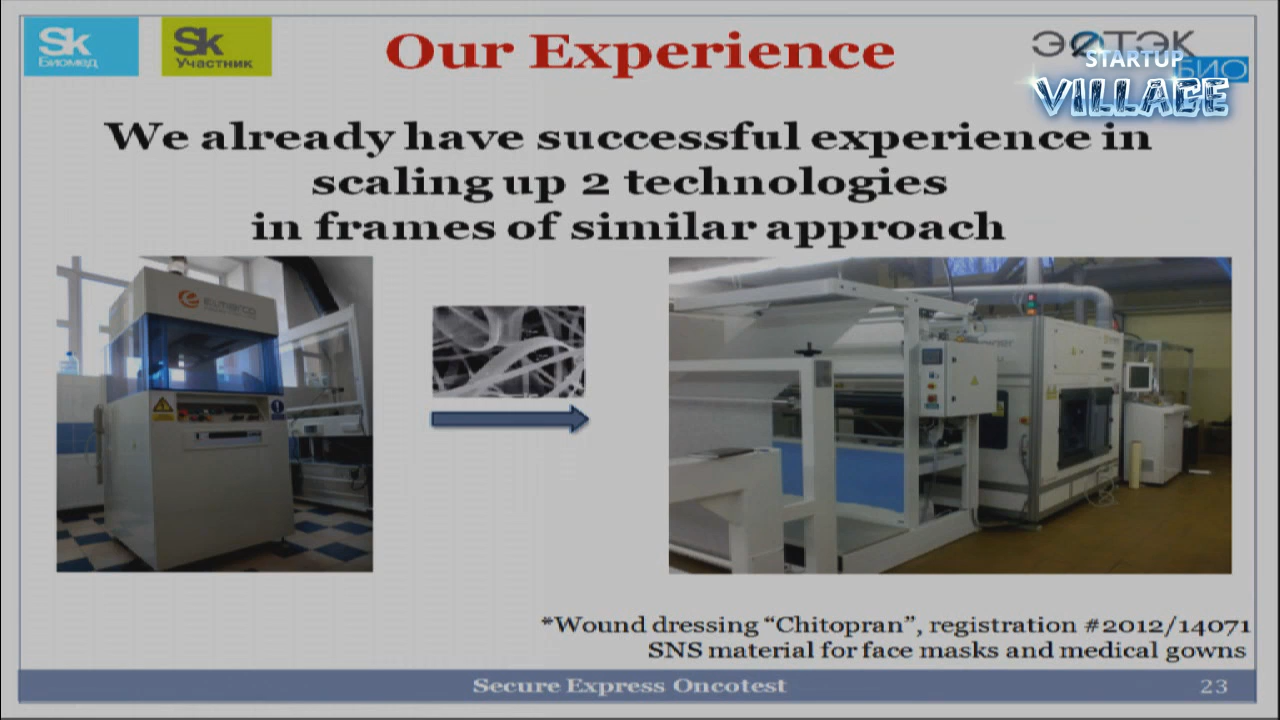 Sk
Биомед
Sk
Участник
Our Experience
ЭФТЭК
БИО
STARTUP
VILLAGE
We already have successful experience in
scaling up 2 technologies
in frames of similar approach
Elmarco
*Wound dressing “Chitopran”, registration #2012/14071
SNS material for face masks and medical gowns
Secure Express Oncotest
23